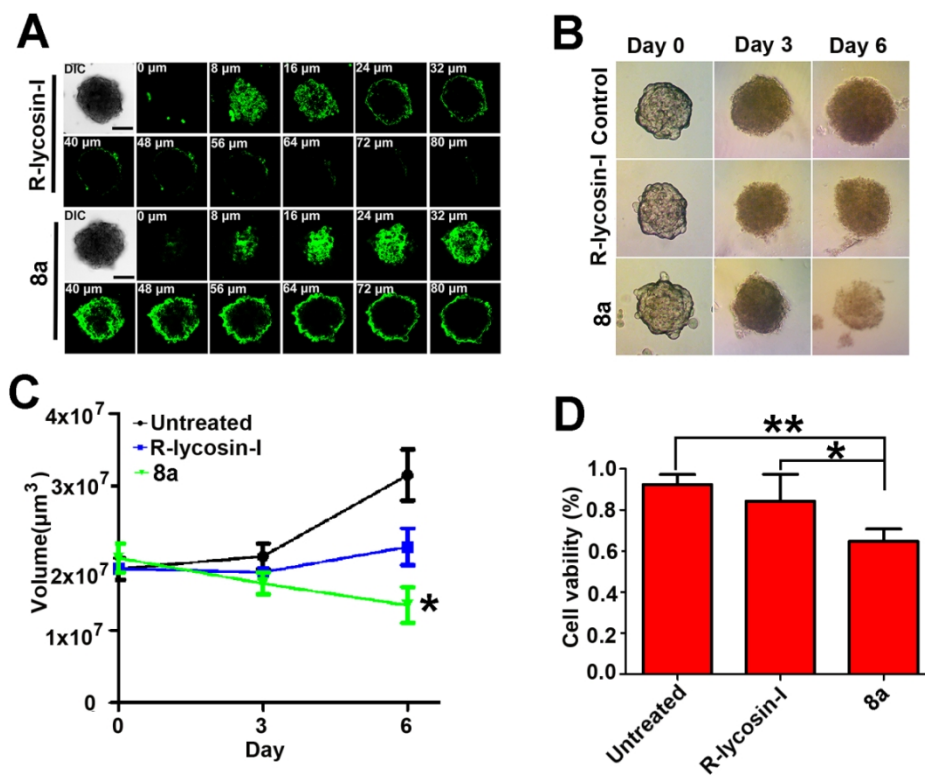 A
R-lycosin-I
DIC 0 μm 8 μm 16 μm 24 μm 32 μm
40 μm 48 μm 56 μm 64 μm 72 μm 80 μm
8a
DIC 0 μm 8 μm 16 μm 24 μm 32 μm
40 μm 48 μm 56 μm 64 μm 72 μm 80 μm
B
Day 0 Day 3 Day 6
Control
R-lycosin-I
8a
C
Volume(μm³)
4x10⁷
3x10⁷
2x10⁷
1x10⁷
0
Untreated
R-lycosin-I
8a
*
0 3 6
Day
D
Cell vability (%)
1.0
0.8
0.6
0.4
0.2
0.0
**
*
Untreated
R-lycosin-I
8a